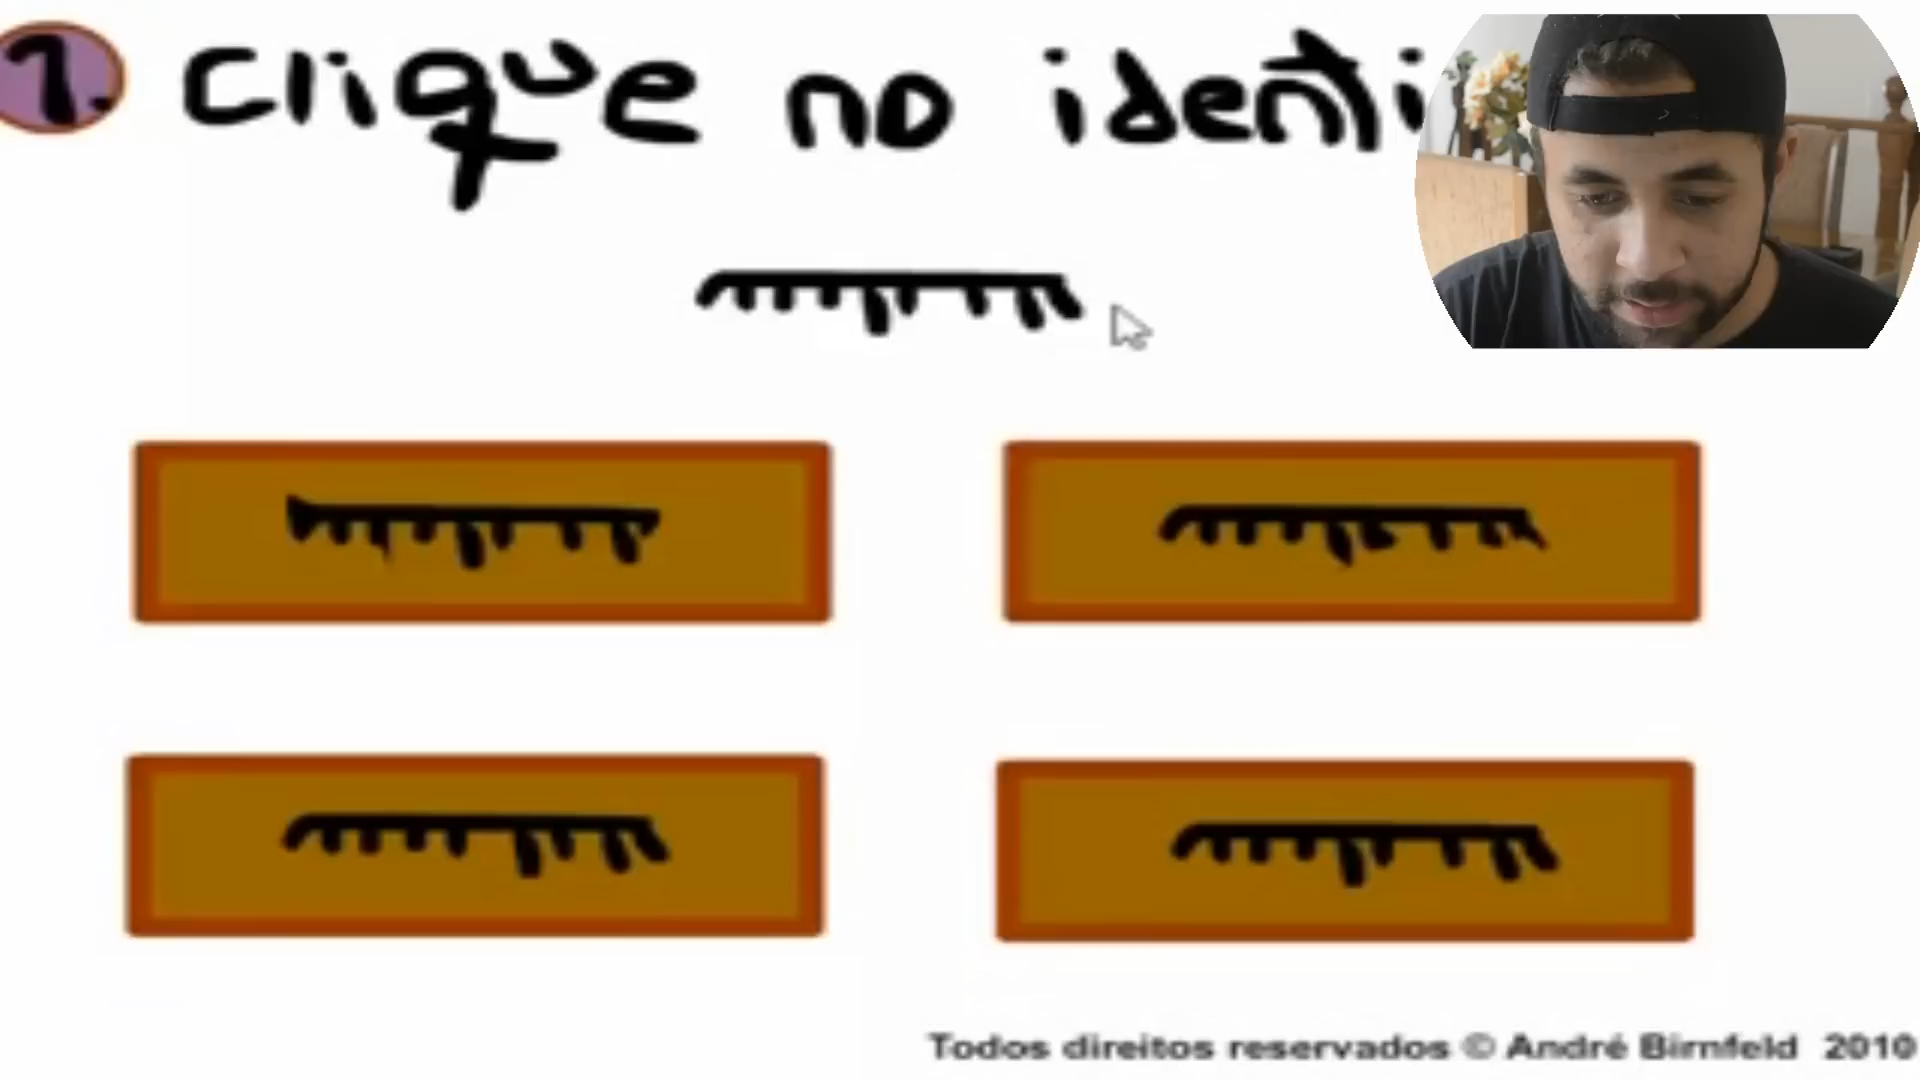 1. Clique no identi
Todos direitos reservados © André Birnfeld 2010